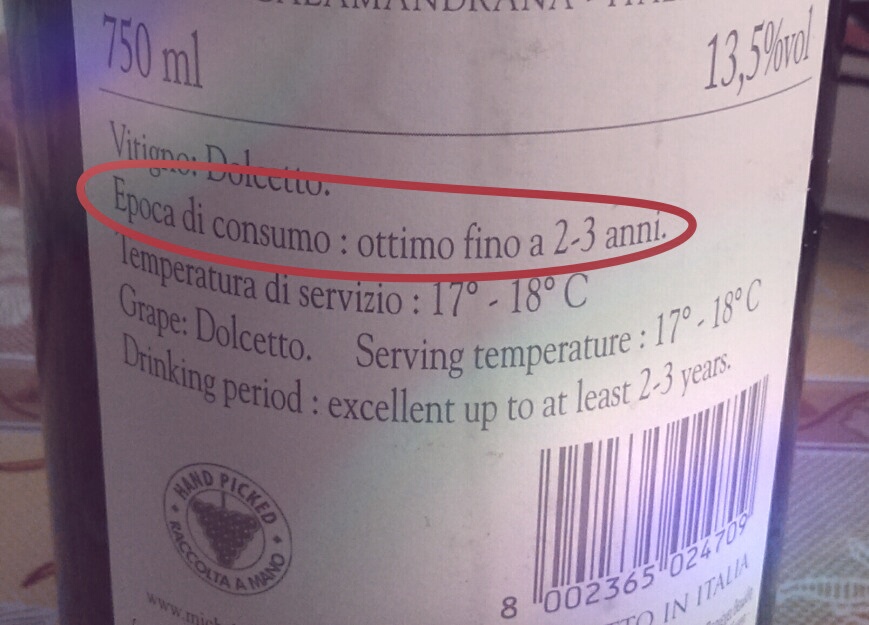 750 ml
13,5%vol
Vitigno: Dolcetto.
Epoca di consumo : ottimo fino a 2-3 anni.
Temperatura di servizio : 17° - 18° C
Grape: Dolcetto. Serving temperature : 17° - 18°C
Drinking period : excellent up to at least 2-3 years.
HAND PICKED
RACCOLTA A MANO
8 002365 024709
IN ITALIA